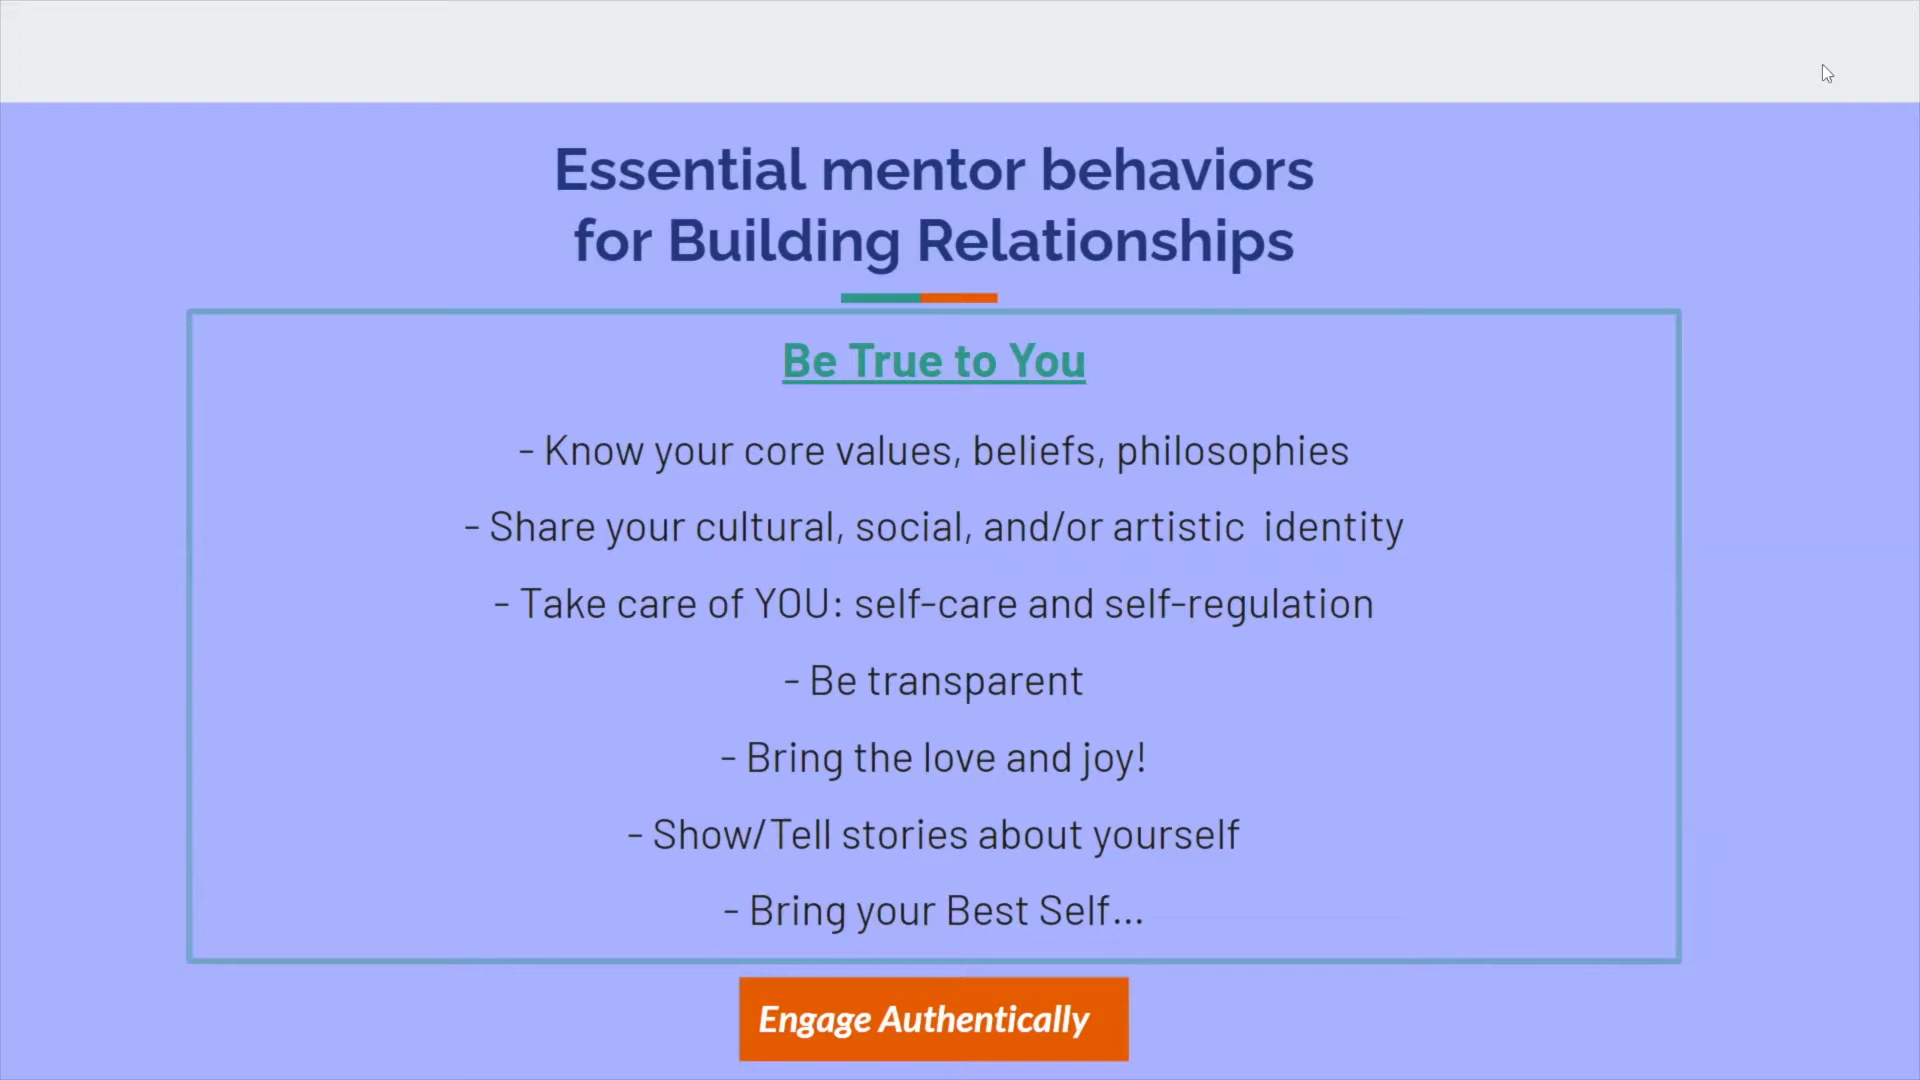 Essential mentor behaviors
for Building Relationships
Be True to You
- Know your core values, beliefs, philosophies
- Share your cultural, social, and/or artistic  identity
- Take care of YOU: self-care and self-regulation
- Be transparent
- Bring the love and joy!
- Show/Tell stories about yourself
- Bring your Best Self...
Engage Authentically